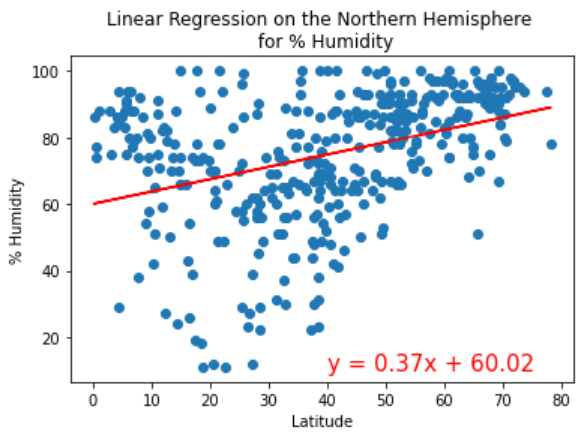 Linear Regression on the Northern Hemisphere
for % Humidity
% Humidity
100
80
60
40
20
y = 0.37x + 60.02
0 10 20 30 40 50 60 70 80
Latitude